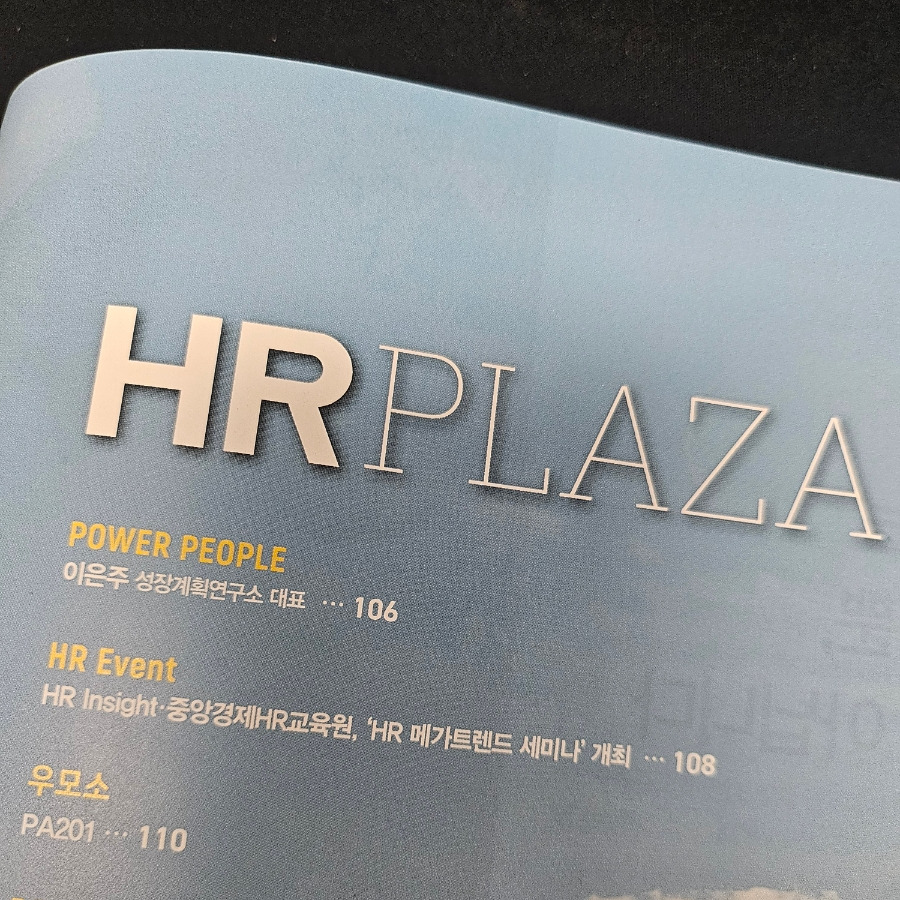 HR PLAZA
POWER PEOPLE
이은주 성장계획연구소 대표 ··· 106
HR Event
HR Insight·중앙경제HR교육원, ‘HR 메가트렌드 세미나’ 개최 ··· 108
우모소
PA201 ··· 110